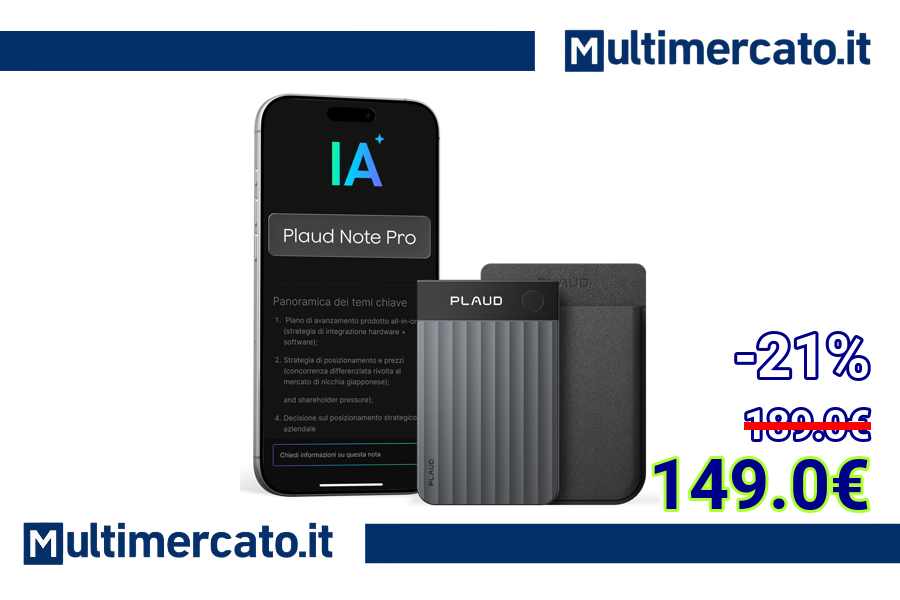 Multimercato.it
IA
Plaud Note Pro
Panoramica dei temi chiave
1. Piano di avanzamento prodotto all-in-on
(strategia di integrazione hardware +
software);
2. Strategia di posizionamento e prezzi
(concorrenza differenziata rivolta al
mercato di nicchia giapponese);
and shareholder pressure);
4. Decisione sul posizionamento strategico
aziendale
Chiedi informazioni su questa nota
PLAUD
PLAUD
PLAUD
-21%
189.0€
149.0€
Multimercato.it